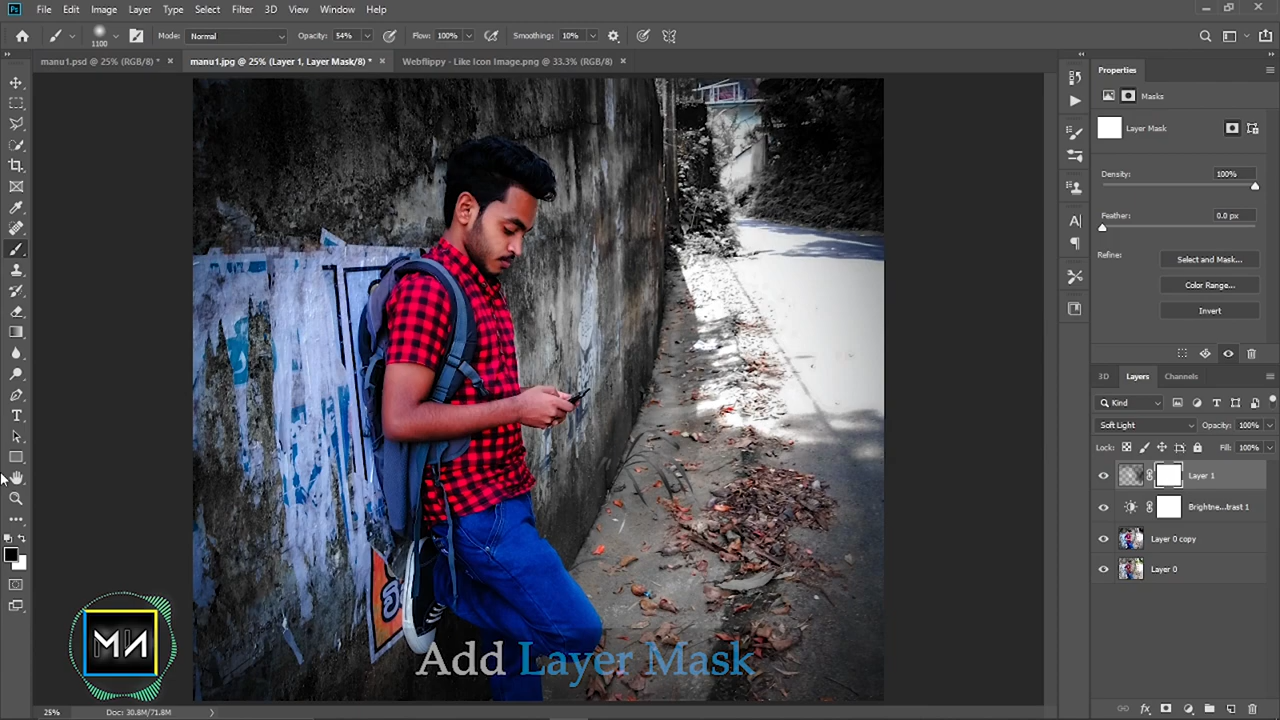 Ps File Edit Image Layer Type Select Filter 3D View Window Help
1100 Mode: Normal Opacity: 54% Flow: 100% Smoothing: 10%
manu1.psd @ 25% (RGB/8) * × manu1.jpg @ 25% (Layer 1, Layer Mask/8) * × Webflippy - Like Icon Image.png @ 33.3% (RGB/8) ×
Properties
Masks
Layer Mask
Density: 100%
Feather: 0.0 px
Refine: Select and Mask...
Color Range...
Invert
3D Layers Channels
Kind
Soft Light Opacity: 100%
Lock: Fill: 100%
Layer 1
Brightne...trast 1
Layer 0 copy
Layer 0
MN
Add Layer Mask
25% Doc: 30.8M/71.8M